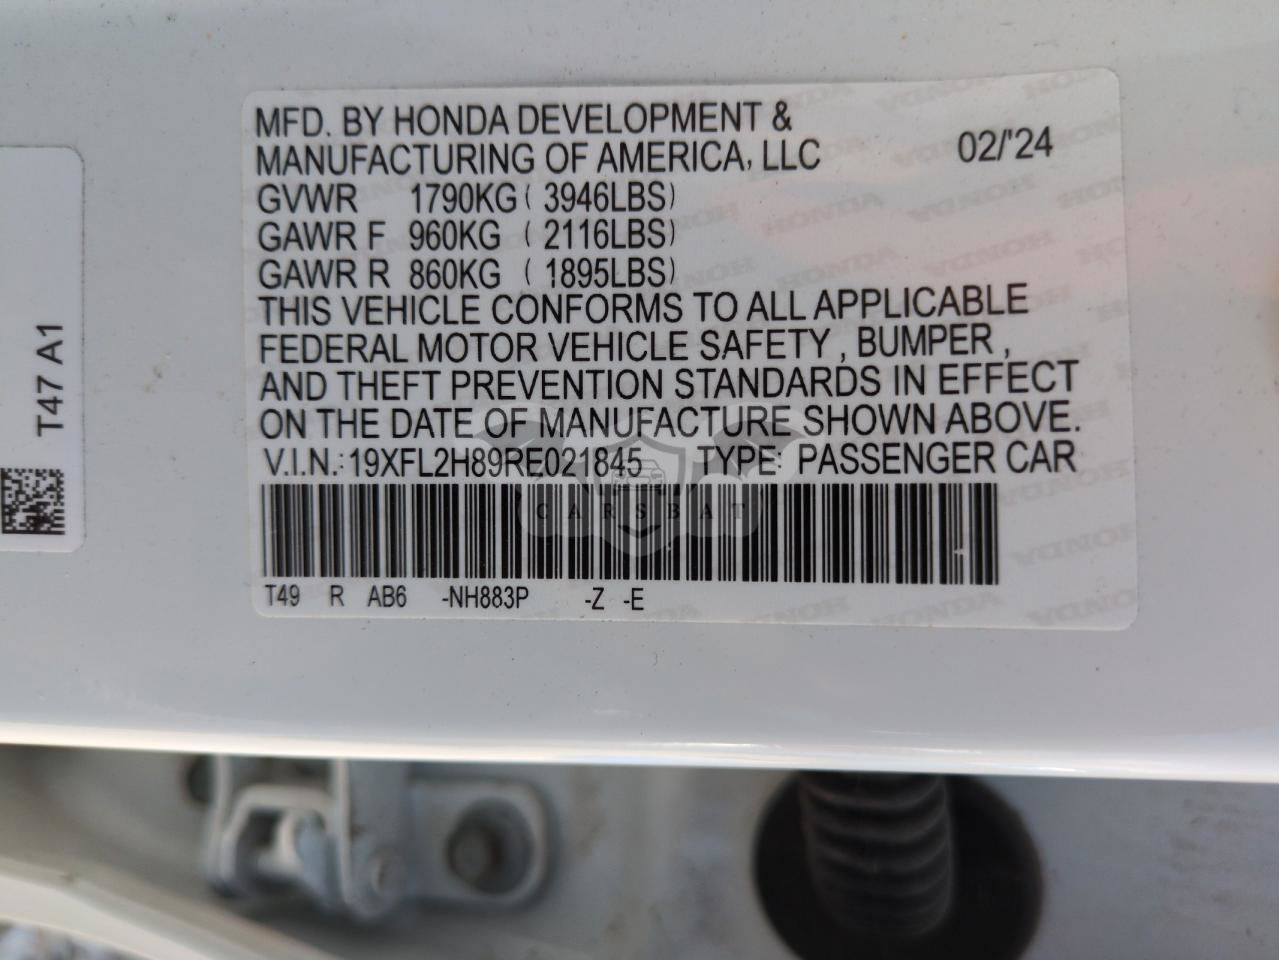 MFD. BY HONDA DEVELOPMENT &
MANUFACTURING OF AMERICA, LLC 02/'24
GVWR 1790KG ( 3946LBS)
GAWR F 960KG ( 2116LBS)
GAWR R 860KG ( 1895LBS)
THIS VEHICLE CONFORMS TO ALL APPLICABLE
FEDERAL MOTOR VEHICLE SAFETY , BUMPER ,
AND THEFT PREVENTION STANDARDS IN EFFECT
ON THE DATE OF MANUFACTURE SHOWN ABOVE.
V.I.N.: 19XFL2H89RE021845 TYPE: PASSENGER CAR
CARSBAT
T49 R AB6 -NH883P -Z -E
T47 A1